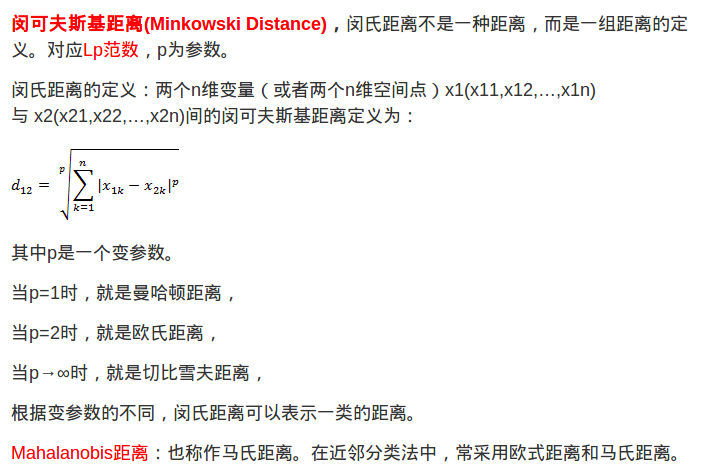 闵可夫斯基距离(Minkowski Distance)，闵氏距离不是一种距离，而是一组距离的定
义。对应Lp范数，p为参数。
闵氏距离的定义：两个n维变量（或者两个n维空间点）x1(x11,x12,…,x1n)
与 x2(x21,x22,…,x2n)间的闵可夫斯基距离定义为：
d₁₂ = ᵖ√∑ₖ₌₁ⁿ |x₁ₖ − x₂ₖ|ᵖ
其中p是一个变参数。
当p=1时，就是曼哈顿距离，
当p=2时，就是欧氏距离，
当p→∞时，就是切比雪夫距离，
根据变参数的不同，闵氏距离可以表示一类的距离。
Mahalanobis距离：也称作马氏距离。在近邻分类法中，常采用欧式距离和马氏距离。